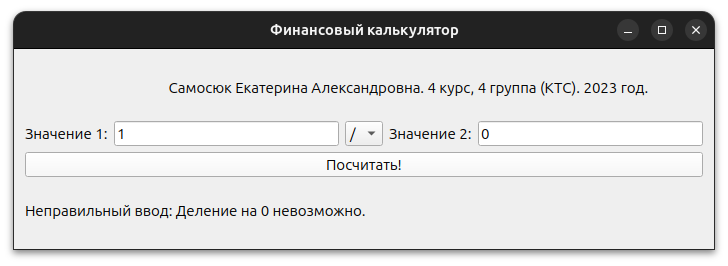 Финансовый калькулятор
Самосюк Екатерина Александровна. 4 курс, 4 группа (КТС). 2023 год.
Значение 1: 1 / Значение 2: 0
Посчитать!
Неправильный ввод: Деление на 0 невозможно.